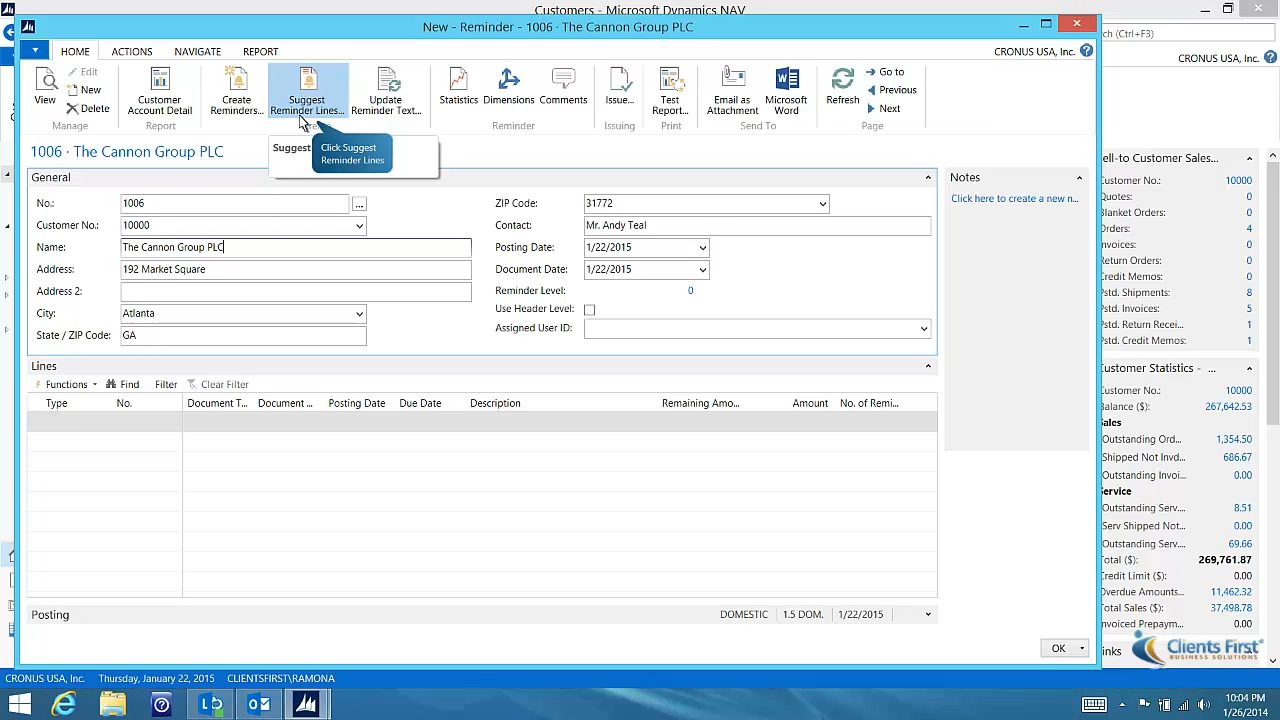 Customers - Microsoft Dynamics NAV
New - Reminder - 1006 · The Cannon Group PLC
ch (Ctrl+F3)
HOME ACTIONS NAVIGATE REPORT
CRONUS USA, Inc.
CRONUS USA, Inc.
View
Edit
New
Delete
Manage
Customer
Account Detail
Report
Create
Reminders...
Suggest
Reminder Lines...
Update
Reminder Text...
Statistics
Dimensions
Comments
Reminder
Issue...
Issuing
Test
Report...
Print
Email as
Attachment
Microsoft
Word
Send To
Refresh
Go to
Previous
Next
Page
Suggest
Click Suggest
Reminder Lines
1006 · The Cannon Group PLC
General
No.: 1006 ...
Customer No.: 10000
Name: The Cannon Group PLC
Address: 192 Market Square
Address 2:
City: Atlanta
State / ZIP Code: GA
ZIP Code: 31772
Contact: Mr. Andy Teal
Posting Date: 1/22/2015
Document Date: 1/22/2015
Reminder Level: 0
Use Header Level:
Assigned User ID:
Notes
Click here to create a new n...
Lines
Functions Find Filter Clear Filter
Type No. Document T... Document ... Posting Date Due Date Description Remaining Amo... Amount No. of Remi...
Posting DOMESTIC 1.5 DOM. 1/22/2015
OK
ell-to Customer Sales...
Customer No.: 10000
Quotes: 0
Blanket Orders: 0
Orders: 4
nvoices: 0
Return Orders: 0
Credit Memos: 0
Pstd. Shipments: 8
Pstd. Invoices: 5
Pstd. Return Recei... 1
Pstd. Credit Memos: 1
Customer Statistics - ...
Customer No.: 10000
Balance ($): 267,642.53
Sales
Outstanding Ord... 1,354.50
Shipped Not Invd... 686.67
Outstanding Invoi... 0.00
Service
Outstanding Serv... 8.51
Serv Shipped Not... 0.00
Outstanding Serv... 69.66
Total ($): 269,761.87
Credit Limit ($): 0.00
Overdue Amounts... 11,462.32
Total Sales ($): 37,498.78
nvoiced Prepaym... 0.00
inks
Clients First
BUSINESS SOLUTIONS
CRONUS USA, Inc. Thursday, January 22, 2015 CLIENTSFIRST\RAMONA
10:04 PM
1/26/2014